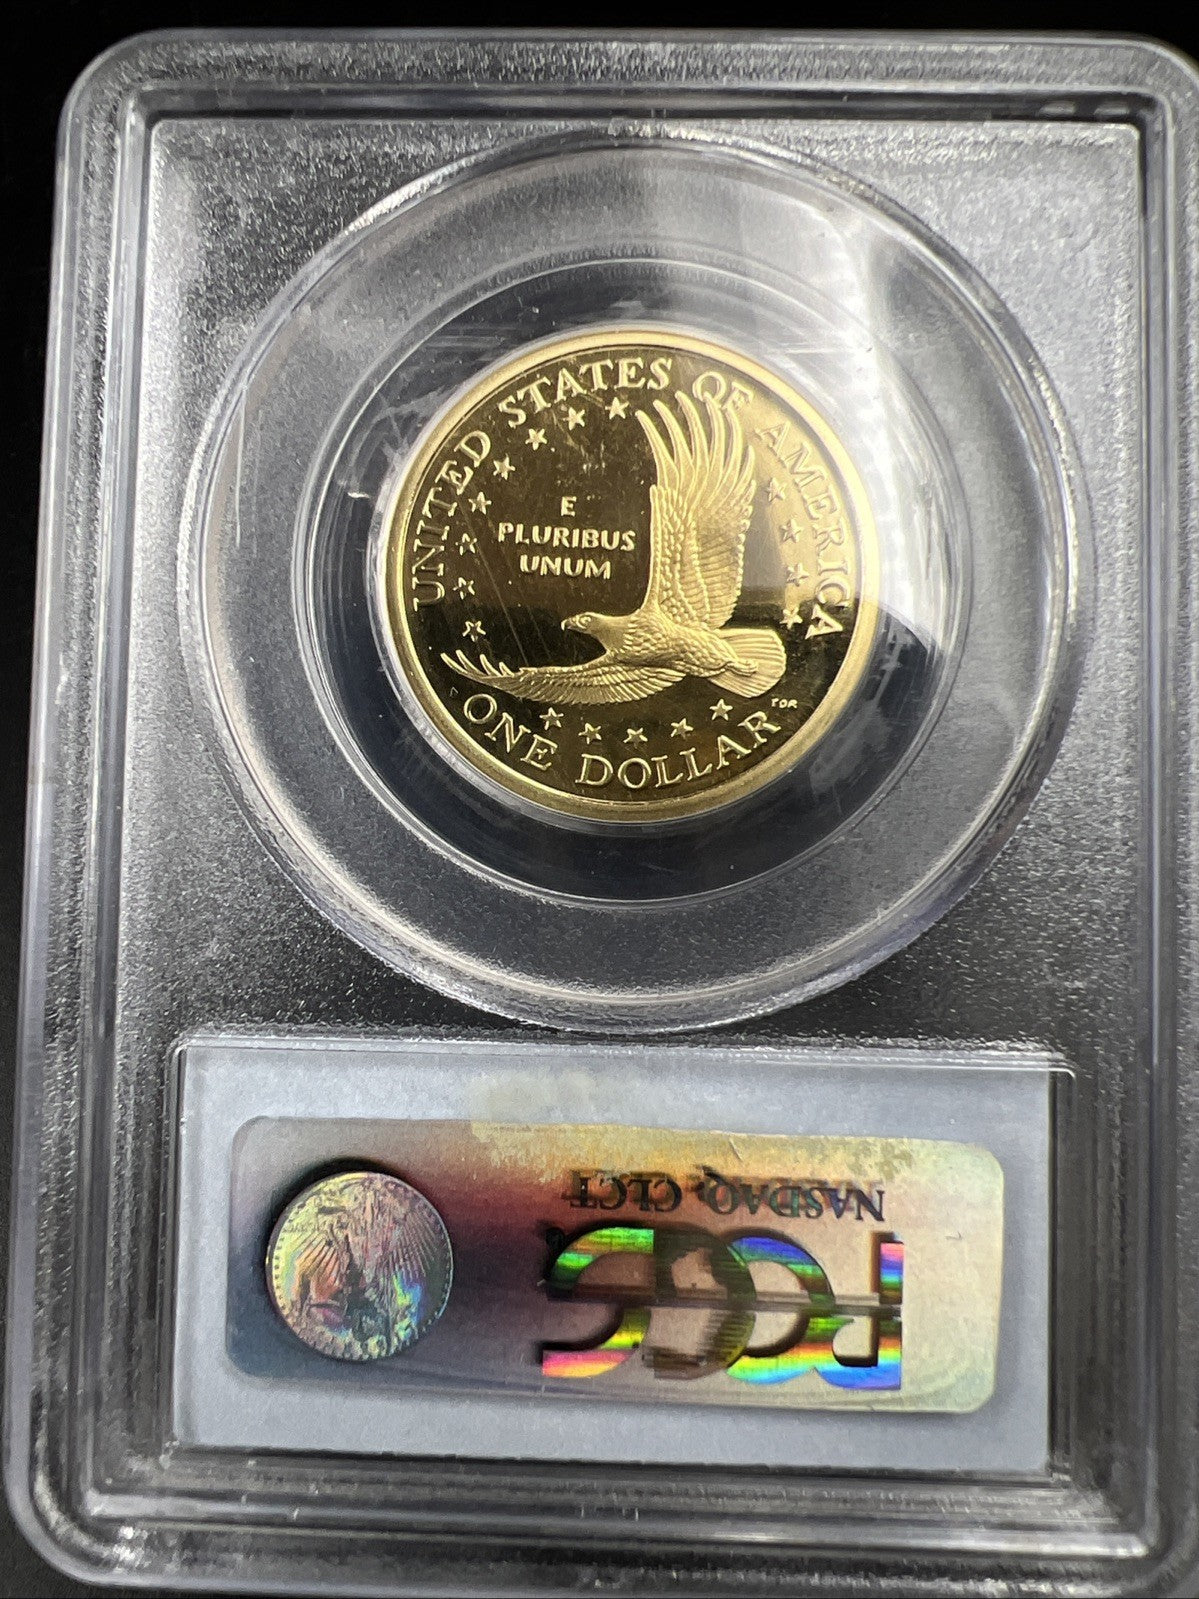 UNITED STATES OF AMERICA
E
PLURIBUS
UNUM
TDR
ONE DOLLAR
PCGS
NASDAQ, CLCT